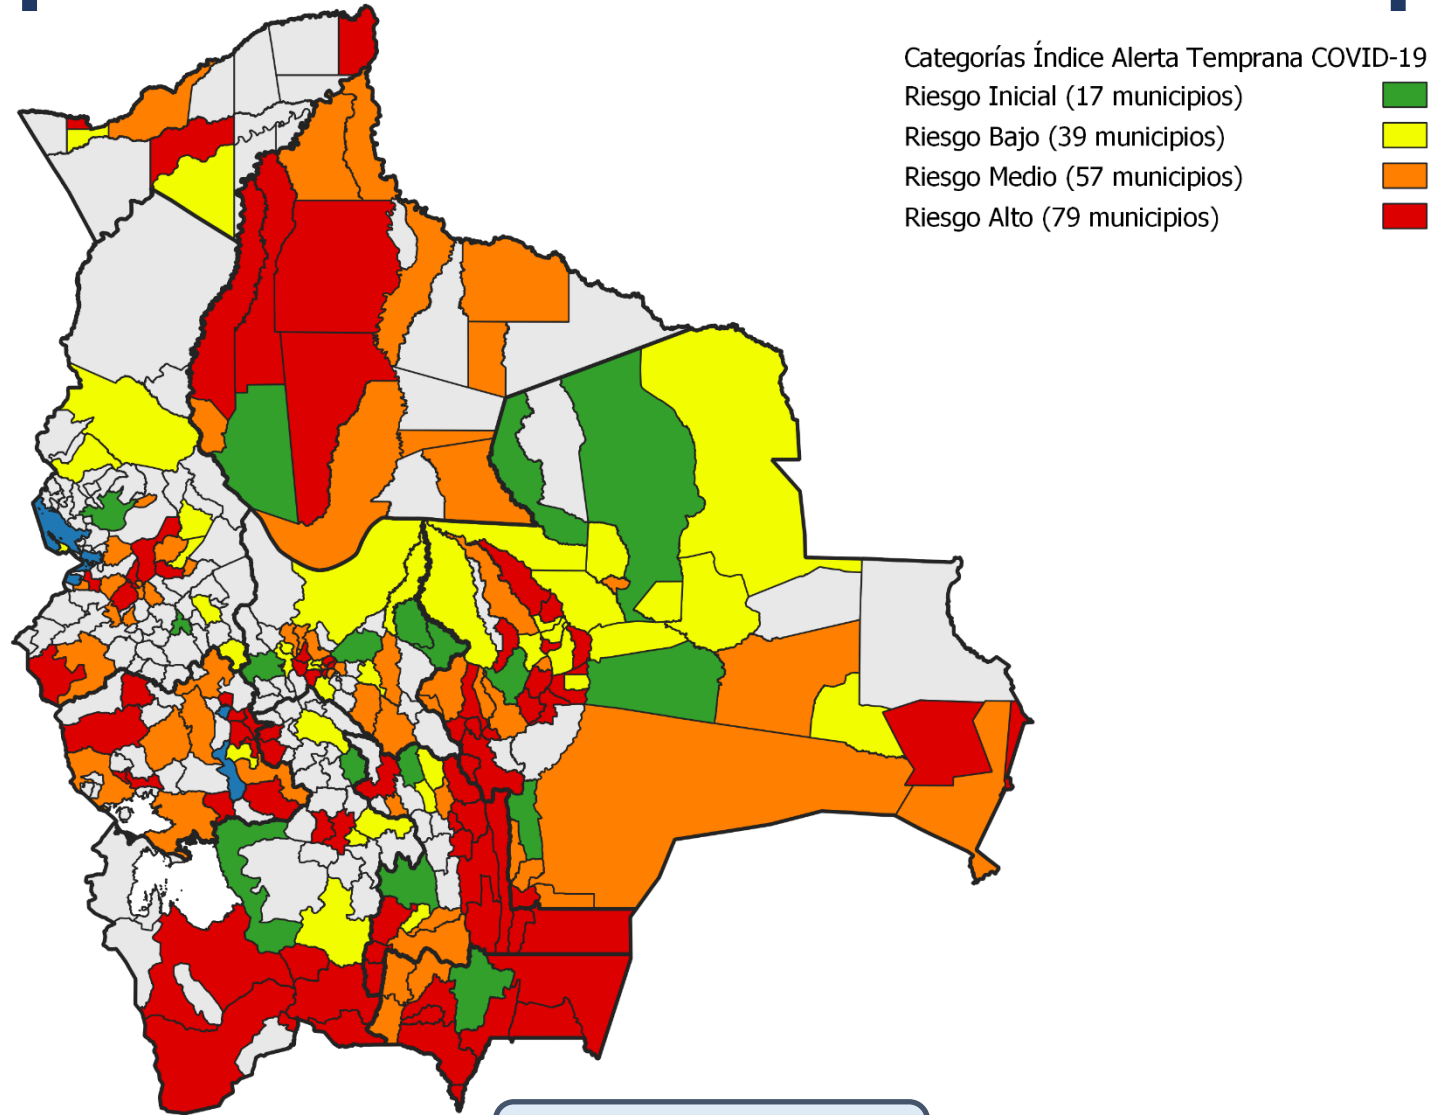 Categorías Índice Alerta Temprana COVID-19
Riesgo Inicial (17 municipios)
Riesgo Bajo (39 municipios)
Riesgo Medio (57 municipios)
Riesgo Alto (79 municipios)